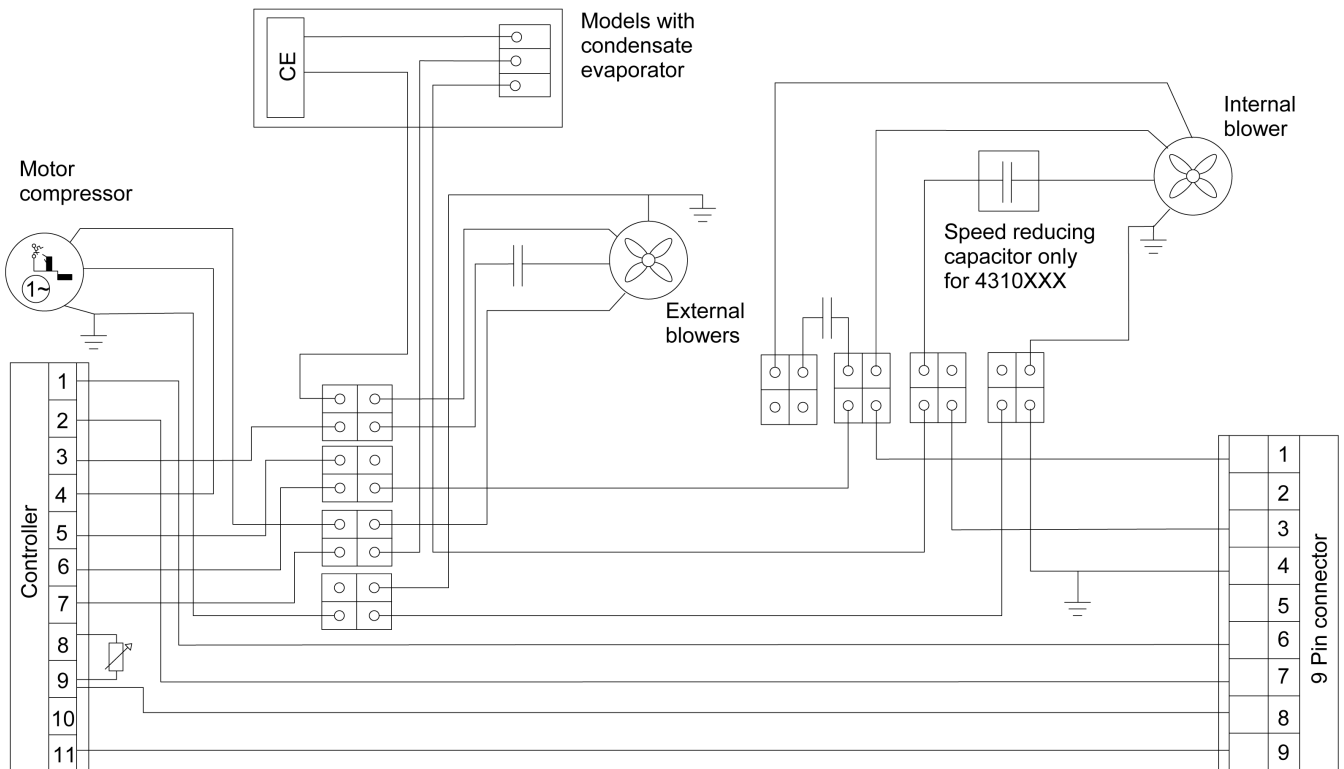 Models with
condensate
evaporator
CE
Internal
blower
Motor
compressor
1~
Speed reducing
capacitor only
for 4310XXX
External
blowers
Controller
1
2
3
4
5
6
7
8
9
10
11
1
2
3
4
5
6
7
8
9
9 Pin connector